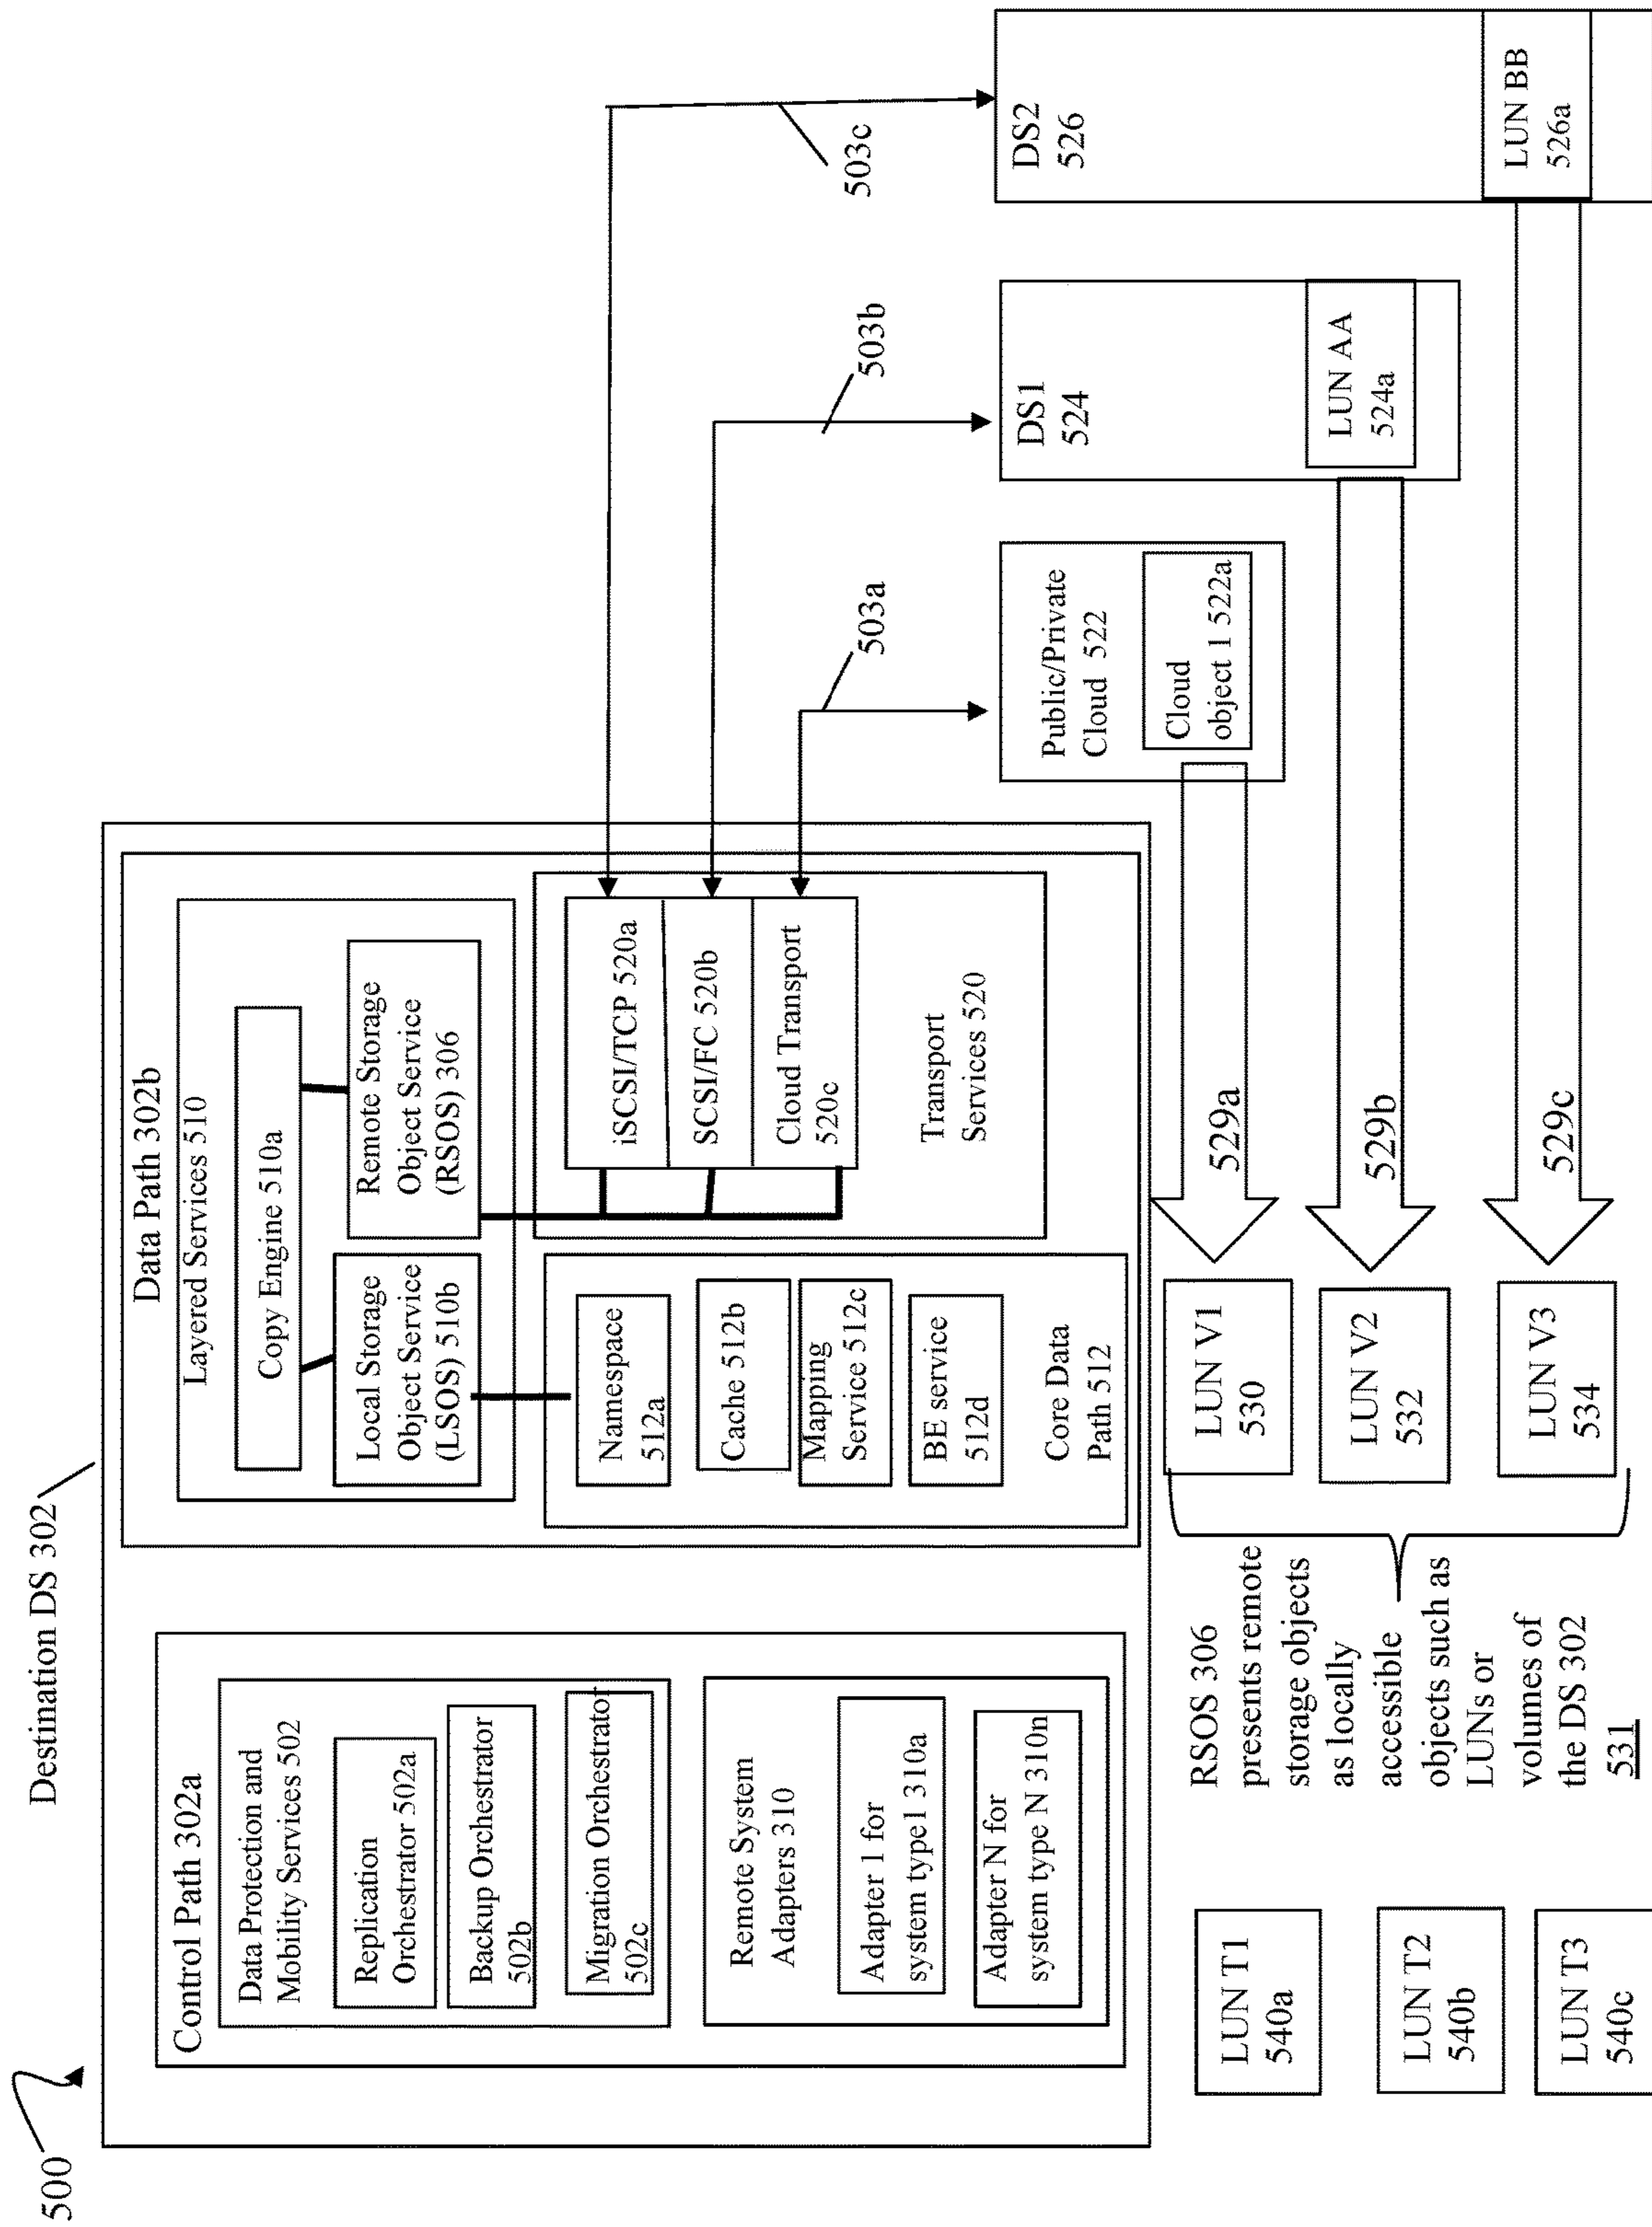 500
Destination DS 302
Control Path 302a
Data Protection and
Mobility Services 502
Replication
Orchestrator 502a
Backup Orchestrator
502b
Migration Orchestrator
502c
Remote System
Adapters 310
Adapter 1 for
system type1 310a
Adapter N for
system type N 310n
Data Path 302b
Layered Services 510
Copy Engine 510a
Local Storage
Object Service
(LSOS) 510b
Remote Storage
Object Service
(RSOS) 306
Namespace
512a
Cache 512b
Mapping
Service 512c
BE service
512d
Core Data
Path 512
iSCSI/TCP 520a
SCSI/FC 520b
Cloud Transport
520c
Transport
Services 520
503a
503b
503c
Public/Private
Cloud 522
Cloud
object 1 522a
DS1
524
LUN AA
524a
DS2
526
LUN BB
526a
529a
529b
529c
LUN V1
530
LUN V2
532
LUN V3
534
RSOS 306
presents remote
storage objects
as locally
accessible
objects such as
LUNs or
volumes of
the DS 302
531
LUN T1
540a
LUN T2
540b
LUN T3
540c